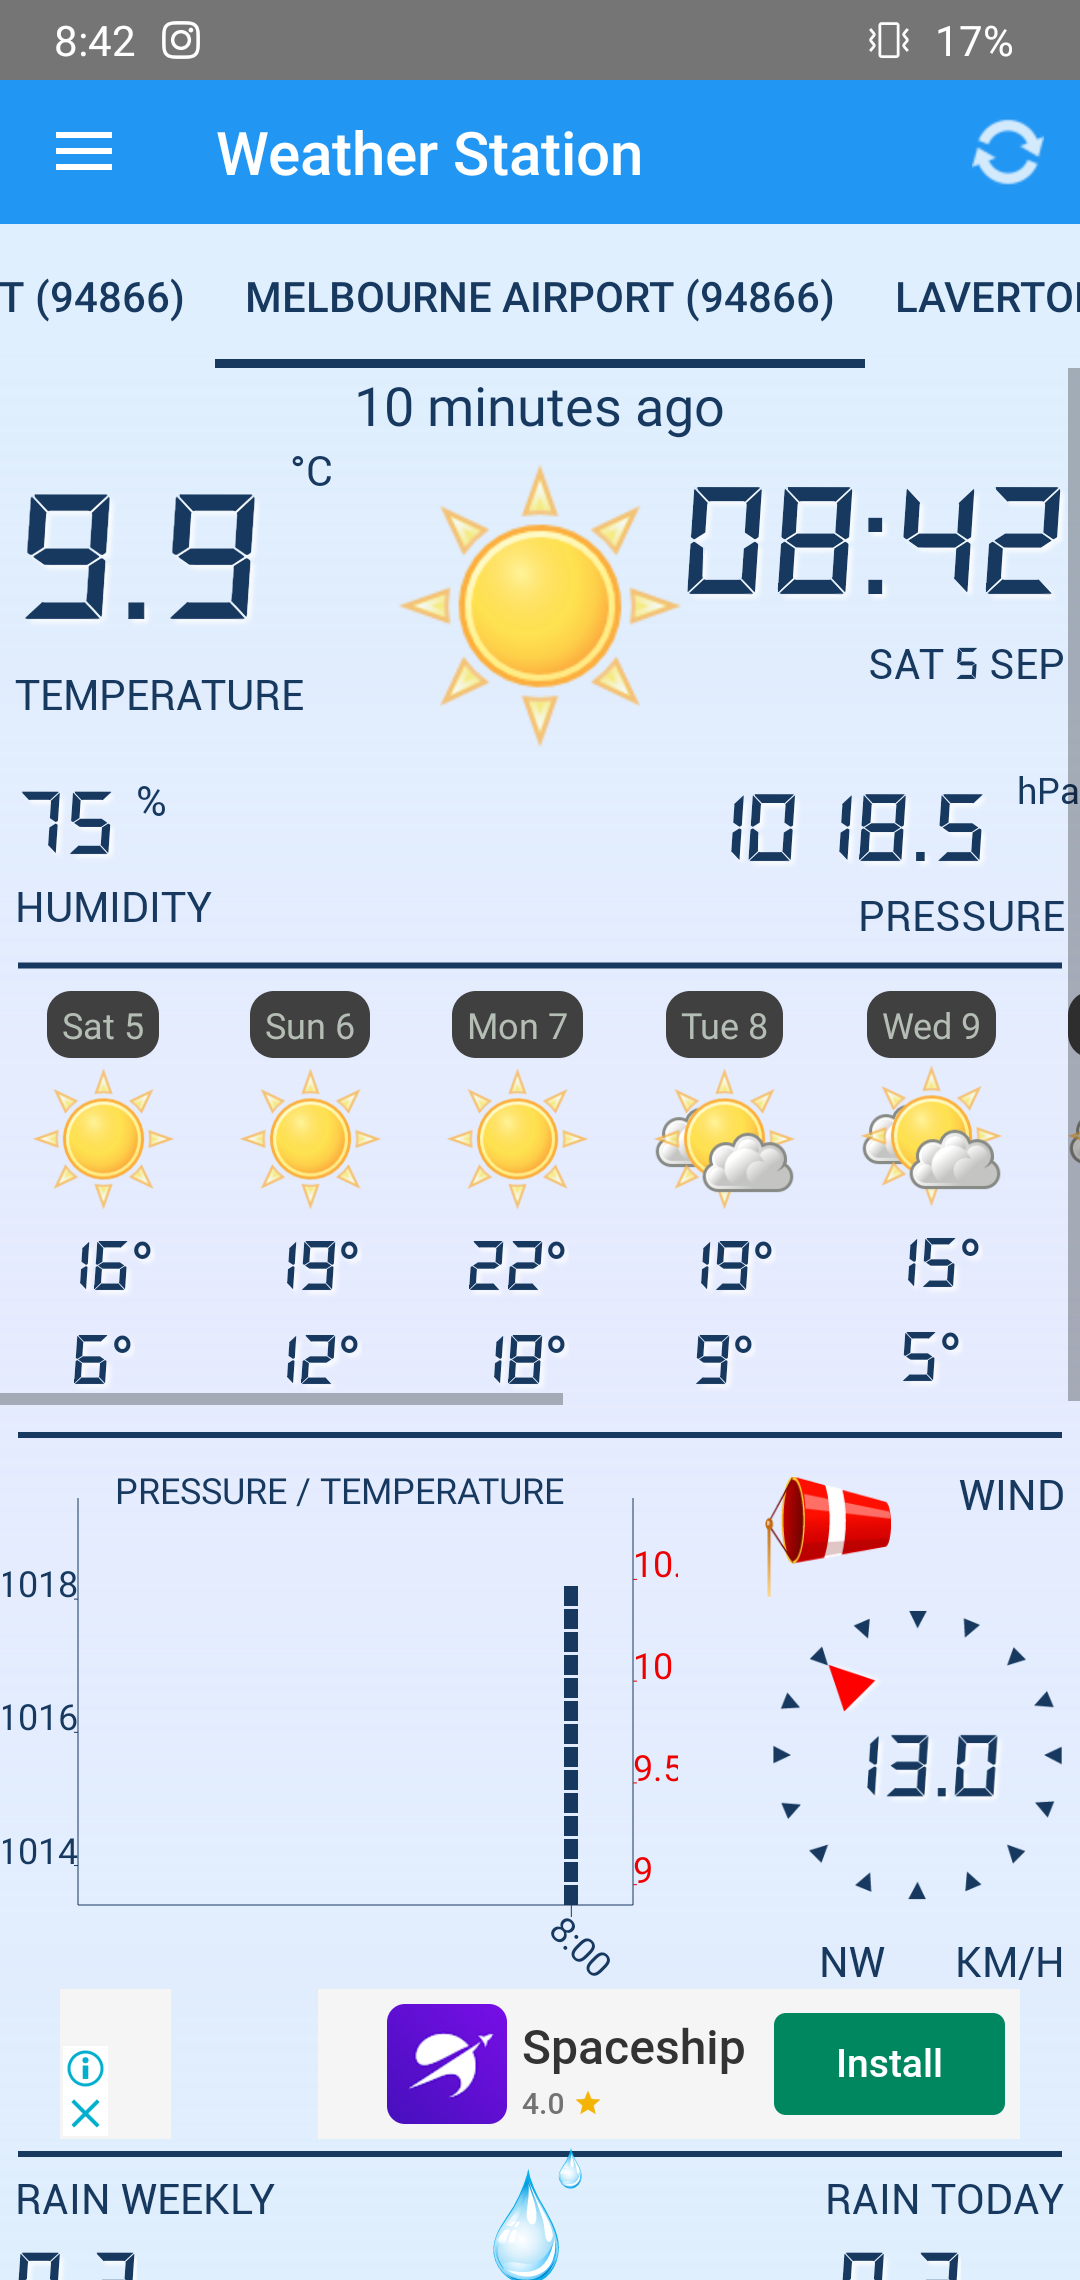 8:42 17%
Weather Station
T (94866) MELBOURNE AIRPORT (94866) LAVERTO
10 minutes ago
9.9 °C 08:42
SAT 5 SEP
TEMPERATURE
75 % 1018.5 hPa
HUMIDITY PRESSURE
Sat 5 Sun 6 Mon 7 Tue 8 Wed 9
16° 19° 22° 19° 15°
6° 12° 18° 9° 5°
PRESSURE / TEMPERATURE WIND
1018 10.
10
1016
13.0
9.5
1014 9
8:00
NW KM/H
Spaceship
4.0 ★
Install
RAIN WEEKLY RAIN TODAY